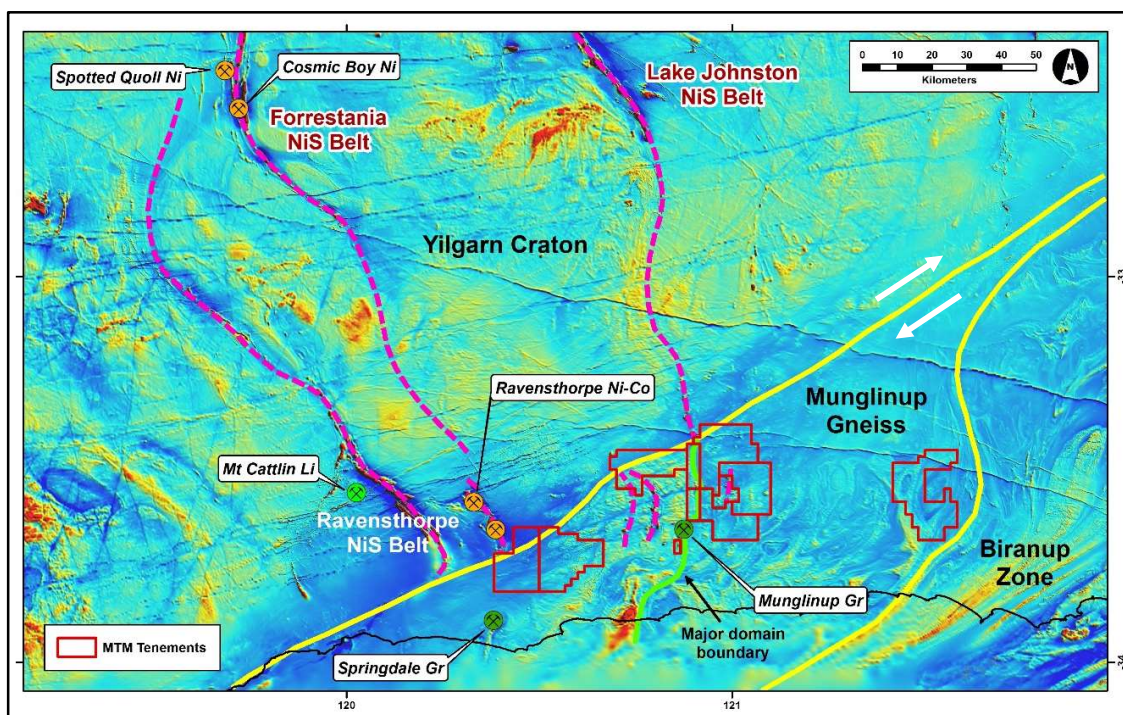 Spotted Quoll Ni
Cosmic Boy Ni
Forrestania
NiS Belt
Lake Johnston
NiS Belt
0 5 10 20 30 40 50
Kilometers
N
Yilgarn Craton
-33
Ravensthorpe Ni-Co
Munglinup
Gneiss
Mt Cattlin Li
Ravensthorpe
NiS Belt
Biranup
Zone
Munglinup Gr
Major domain
boundary
Springdale Gr
MTM Tenements
-34
120
121